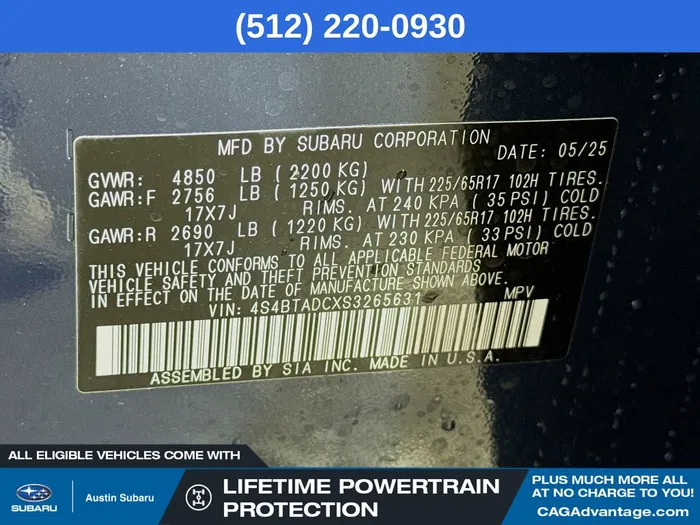 (512) 220-0930
MFD BY SUBARU CORPORATION
DATE: 05/25
GVWR: 4850 LB (2200 KG)
GAWR:F 2756 LB (1250 KG) WITH 225/65R17 102H TIRES.
17X7J RIMS. AT 240 KPA (35 PSI) COLD
GAWR:R 2690 LB (1220 KG) WITH 225/65R17 102H TIRES.
17X7J RIMS. AT 230 KPA (33 PSI) COLD
THIS VEHICLE CONFORMS TO ALL APPLICABLE FEDERAL MOTOR
VEHICLE SAFETY AND THEFT PREVENTION STANDARDS
IN EFFECT ON THE DATE OF MANUFACTURE SHOWN ABOVE.
VIN: 4S4BTADCXS3265631 MPV
ASSEMBLED BY SIA INC. MADE IN U.S.A.
ALL ELIGIBLE VEHICLES COME WITH
SUBARU
Austin Subaru
LIFETIME POWERTRAIN
PROTECTION
PLUS MUCH MORE ALL
AT NO CHARGE TO YOU!
CAGAdvantage.com